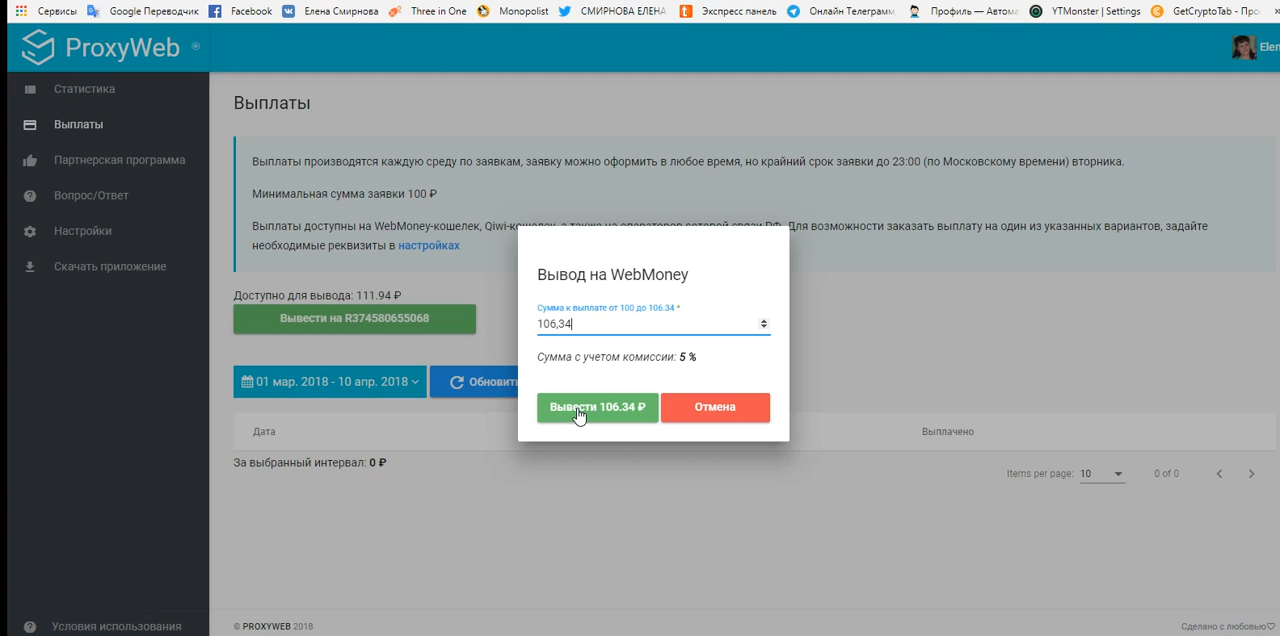 Сервисы Google Переводчик Facebook Елена Смирнова Three in One Monopolist СМИРНОВА ЕЛЕНА Экспресс панель Онлайн Телеграмм Профиль — Автома YTMonster | Settings GetCryptoTab - Про
ProxyWeb ® Elen
Статистика
Выплаты
Партнерская программа
Вопрос/Ответ
Настройки
Скачать приложение
Условия использования
Выплаты
Выплаты производятся каждую среду по заявкам, заявку можно оформить в любое время, но крайний срок заявки до 23:00 (по Московскому времени) вторника.
Минимальная сумма заявки 100 ₽
Выплаты доступны на WebMoney-кошелек, Qiwi-кошелек, а также на операторов сотовой связи РФ. Для возможности заказать выплату на один из указанных вариантов, задайте
необходимые реквизиты в настройках
Доступно для вывода: 111.94 ₽
Вывести на R374580655068
01 мар. 2018 - 10 апр. 2018 Обновить
Дата Выплачено
За выбранный интервал: 0 ₽
Items per page: 10 0 of 0
Вывод на WebMoney
Сумма к выплате от 100 до 106.34 *
106,34
Сумма с учетом комиссии: 5 %
Вывести 106.34 ₽ Отмена
© PROXYWEB 2018 Сделано с любовью♡